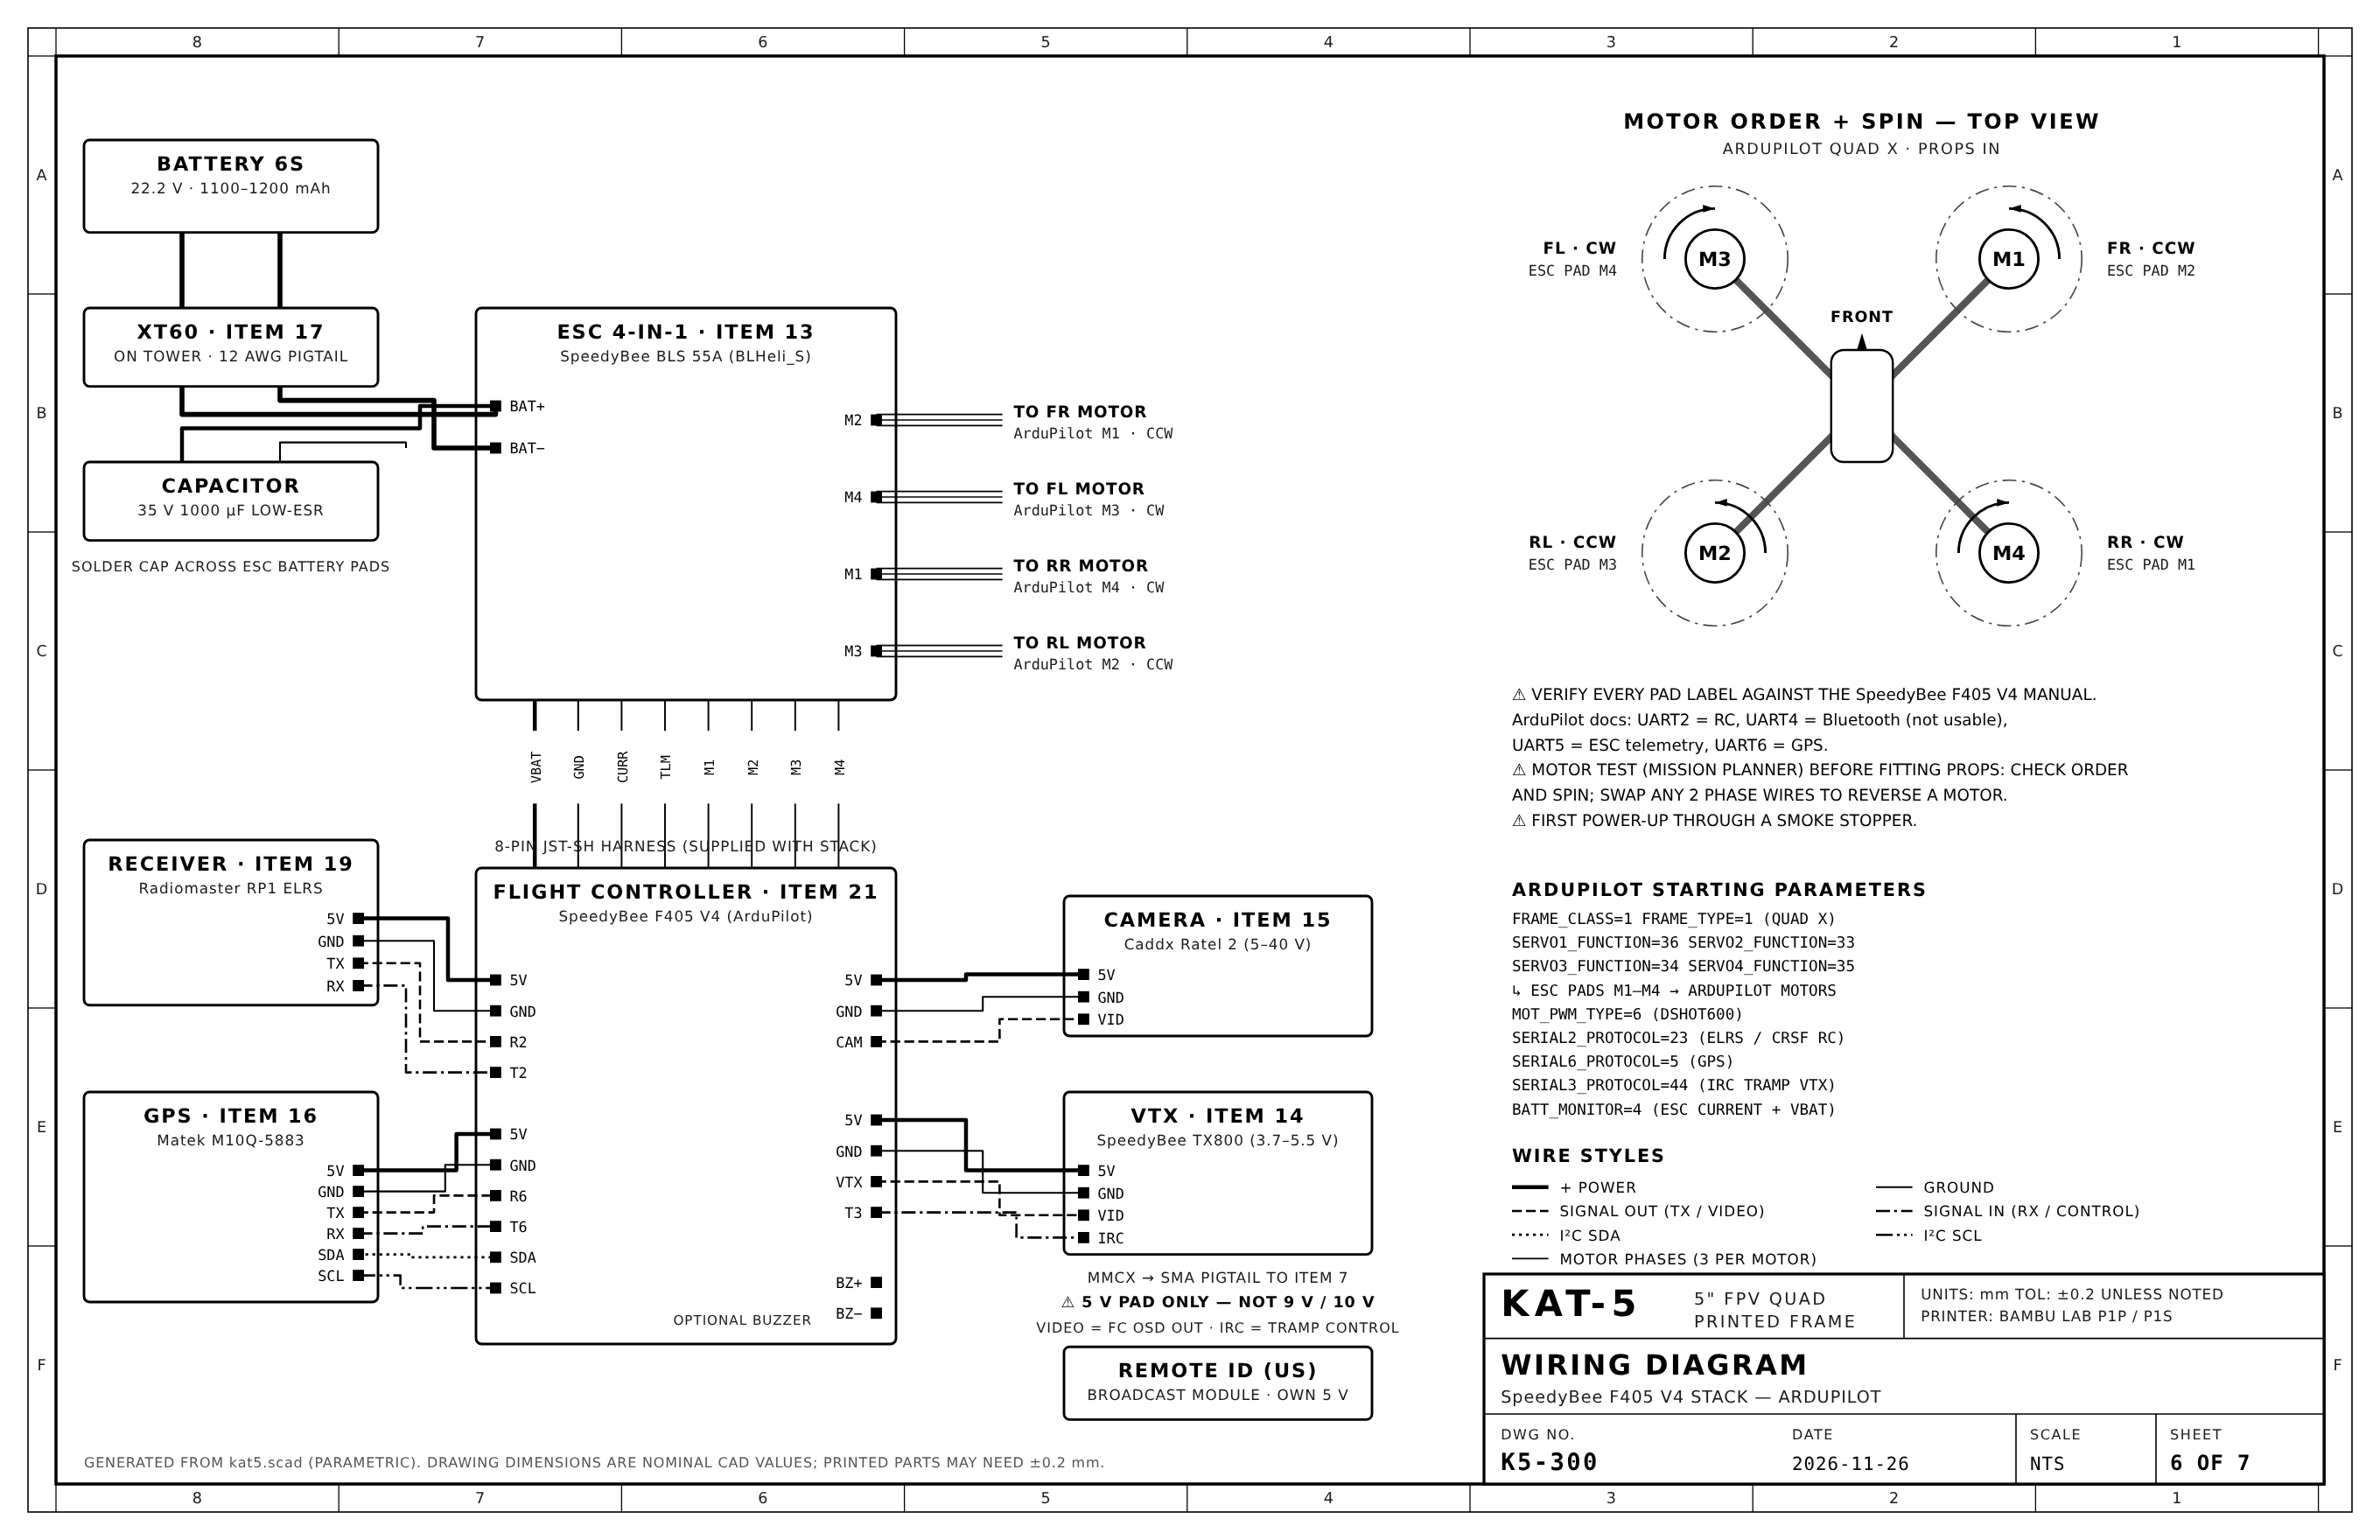 8 7 6 5 4 3 2 1
A
B
C
D
E
F
A
B
C
D
E
F
BATTERY 6S
22.2 V · 1100–1200 mAh
XT60 · ITEM 17
ON TOWER · 12 AWG PIGTAIL
CAPACITOR
35 V 1000 µF LOW-ESR
SOLDER CAP ACROSS ESC BATTERY PADS
ESC 4-IN-1 · ITEM 13
SpeedyBee BLS 55A (BLHeli_S)
BAT+
BAT−
M2
M4
M1
M3
TO FR MOTOR
ArduPilot M1 · CCW
TO FL MOTOR
ArduPilot M3 · CW
TO RR MOTOR
ArduPilot M4 · CW
TO RL MOTOR
ArduPilot M2 · CCW
VBAT
GND
CURR
TLM
M1
M2
M3
M4
8-PIN JST-SH HARNESS (SUPPLIED WITH STACK)
RECEIVER · ITEM 19
Radiomaster RP1 ELRS
5V
GND
TX
RX
GPS · ITEM 16
Matek M10Q-5883
5V
GND
TX
RX
SDA
SCL
FLIGHT CONTROLLER · ITEM 21
SpeedyBee F405 V4 (ArduPilot)
5V
GND
R2
T2
5V
GND
R6
T6
SDA
SCL
5V
GND
CAM
5V
GND
VTX
T3
BZ+
BZ−
OPTIONAL BUZZER
CAMERA · ITEM 15
Caddx Ratel 2 (5–40 V)
5V
GND
VID
VTX · ITEM 14
SpeedyBee TX800 (3.7–5.5 V)
5V
GND
VID
IRC
MMCX → SMA PIGTAIL TO ITEM 7
⚠ 5 V PAD ONLY — NOT 9 V / 10 V
VIDEO = FC OSD OUT · IRC = TRAMP CONTROL
REMOTE ID (US)
BROADCAST MODULE · OWN 5 V
MOTOR ORDER + SPIN — TOP VIEW
ARDUPILOT QUAD X · PROPS IN
M3
M1
FL · CW
ESC PAD M4
FR · CCW
ESC PAD M2
FRONT
M2
M4
RL · CCW
ESC PAD M3
RR · CW
ESC PAD M1
⚠ VERIFY EVERY PAD LABEL AGAINST THE SpeedyBee F405 V4 MANUAL.
ArduPilot docs: UART2 = RC, UART4 = Bluetooth (not usable),
UART5 = ESC telemetry, UART6 = GPS.
⚠ MOTOR TEST (MISSION PLANNER) BEFORE FITTING PROPS: CHECK ORDER
AND SPIN; SWAP ANY 2 PHASE WIRES TO REVERSE A MOTOR.
⚠ FIRST POWER-UP THROUGH A SMOKE STOPPER.
ARDUPILOT STARTING PARAMETERS
FRAME_CLASS=1 FRAME_TYPE=1 (QUAD X)
SERVO1_FUNCTION=36 SERVO2_FUNCTION=33
SERVO3_FUNCTION=34 SERVO4_FUNCTION=35
↳ ESC PADS M1–M4 → ARDUPILOT MOTORS
MOT_PWM_TYPE=6 (DSHOT600)
SERIAL2_PROTOCOL=23 (ELRS / CRSF RC)
SERIAL6_PROTOCOL=5 (GPS)
SERIAL3_PROTOCOL=44 (IRC TRAMP VTX)
BATT_MONITOR=4 (ESC CURRENT + VBAT)
WIRE STYLES
+ POWER
GROUND
SIGNAL OUT (TX / VIDEO)
SIGNAL IN (RX / CONTROL)
I²C SDA
I²C SCL
MOTOR PHASES (3 PER MOTOR)
KAT-5
5" FPV QUAD
PRINTED FRAME
UNITS: mm TOL: ±0.2 UNLESS NOTED
PRINTER: BAMBU LAB P1P / P1S
WIRING DIAGRAM
SpeedyBee F405 V4 STACK — ARDUPILOT
DWG NO.
K5-300
DATE
2026-11-26
SCALE
NTS
SHEET
6 OF 7
GENERATED FROM kat5.scad (PARAMETRIC). DRAWING DIMENSIONS ARE NOMINAL CAD VALUES; PRINTED PARTS MAY NEED ±0.2 mm.
8 7 6 5 4 3 2 1